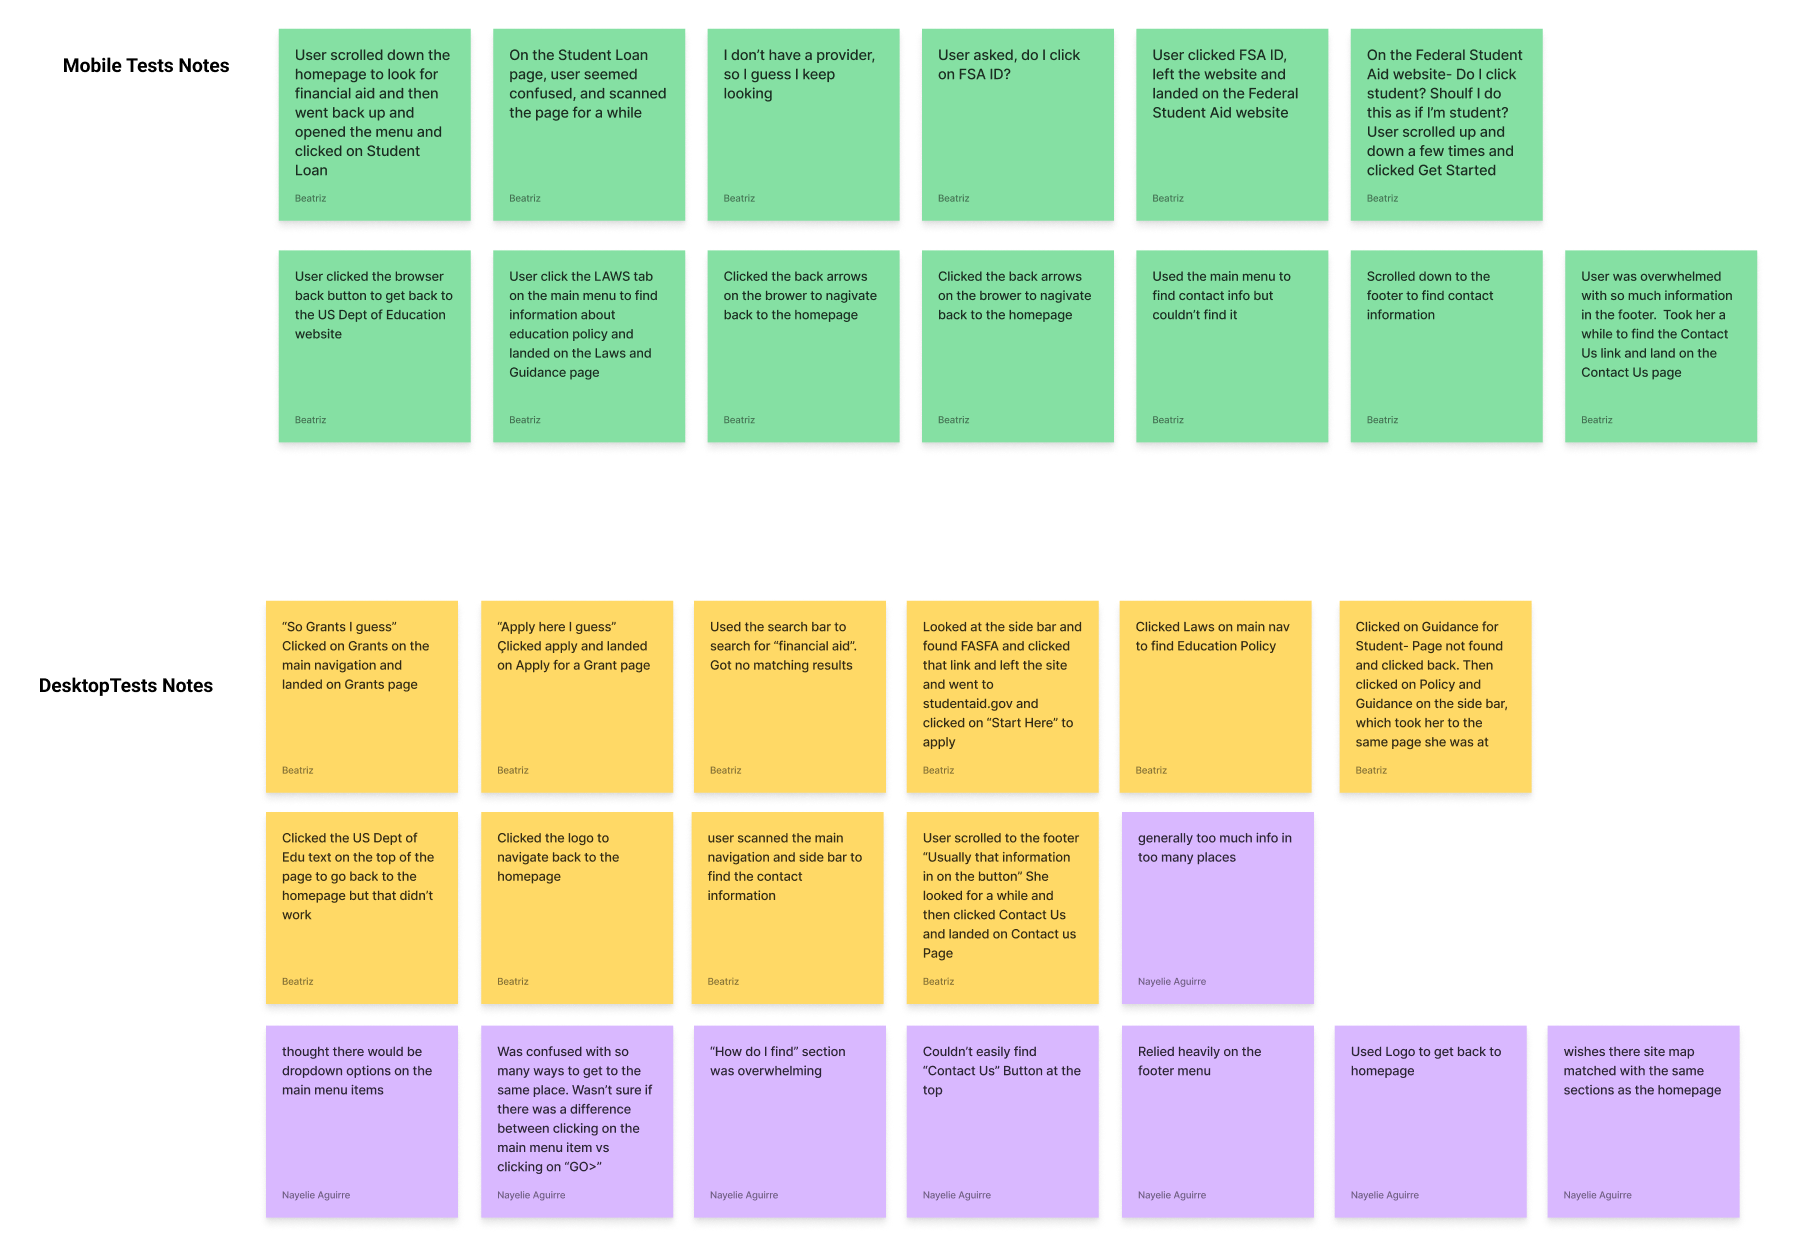 Mobile Tests Notes
User scrolled down the
homepage to look for
financial aid and then
went back up and
opened the menu and
clicked on Student
Loan
Beatriz
On the Student Loan
page, user seemed
confused, and scanned
the page for a while
Beatriz
I don’t have a provider,
so I guess I keep
looking
Beatriz
User asked, do I click
on FSA ID?
Beatriz
User clicked FSA ID,
left the website and
landed on the Federal
Student Aid website
Beatriz
On the Federal Student
Aid website- Do I click
student? Shoulf I do
this as if I’m student?
User scrolled up and
down a few times and
clicked Get Started
Beatriz
User clicked the browser
back button to get back to
the US Dept of Education
website
Beatriz
User click the LAWS tab
on the main menu to find
information about
education policy and
landed on the Laws and
Guidance page
Beatriz
Clicked the back arrows
on the brower to nagivate
back to the homepage
Beatriz
Clicked the back arrows
on the brower to nagivate
back to the homepage
Beatriz
Used the main menu to
find contact info but
couldn’t find it
Beatriz
Scrolled down to the
footer to find contact
information
Beatriz
User was overwhelmed
with so much information
in the footer.  Took her a
while to find the Contact
Us link and land on the
Contact Us page
Beatriz
DesktopTests Notes
“So Grants I guess”
Clicked on Grants on the
main navigation and
landed on Grants page
Beatriz
“Apply here I guess”
Çlicked apply and landed
on Apply for a Grant page
Beatriz
Used the search bar to
search for “financial aid”.
Got no matching results
Beatriz
Looked at the side bar and
found FASFA and clicked
that link and left the site
and went to
studentaid.gov and
clicked on “Start Here” to
apply
Beatriz
Clicked Laws on main nav
to find Education Policy
Beatriz
Clicked on Guidance for
Student- Page not found
and clicked back. Then
clicked on Policy and
Guidance on the side bar,
which took her to the
same page she was at
Beatriz
Clicked the US Dept of
Edu text on the top of the
page to go back to the
homepage but that didn’t
work
Beatriz
Clicked the logo to
navigate back to the
homepage
Beatriz
user scanned the main
navigation and side bar to
find the contact
information
Beatriz
User scrolled to the footer
“Usually that information
in on the button” She
looked for a while and
then clicked Contact Us
and landed on Contact us
Page
Beatriz
generally too much info in
too many places
Nayelie Aguirre
thought there would be
dropdown options on the
main menu items
Nayelie Aguirre
Was confused with so
many ways to get to the
same place. Wasn’t sure if
there was a difference
between clicking on the
main menu item vs
clicking on “GO>”
Nayelie Aguirre
“How do I find” section
was overwhelming
Nayelie Aguirre
Couldn’t easily find
“Contact Us” Button at the
top
Nayelie Aguirre
Relied heavily on the
footer menu
Nayelie Aguirre
Used Logo to get back to
homepage
Nayelie Aguirre
wishes there site map
matched with the same
sections as the homepage
Nayelie Aguirre